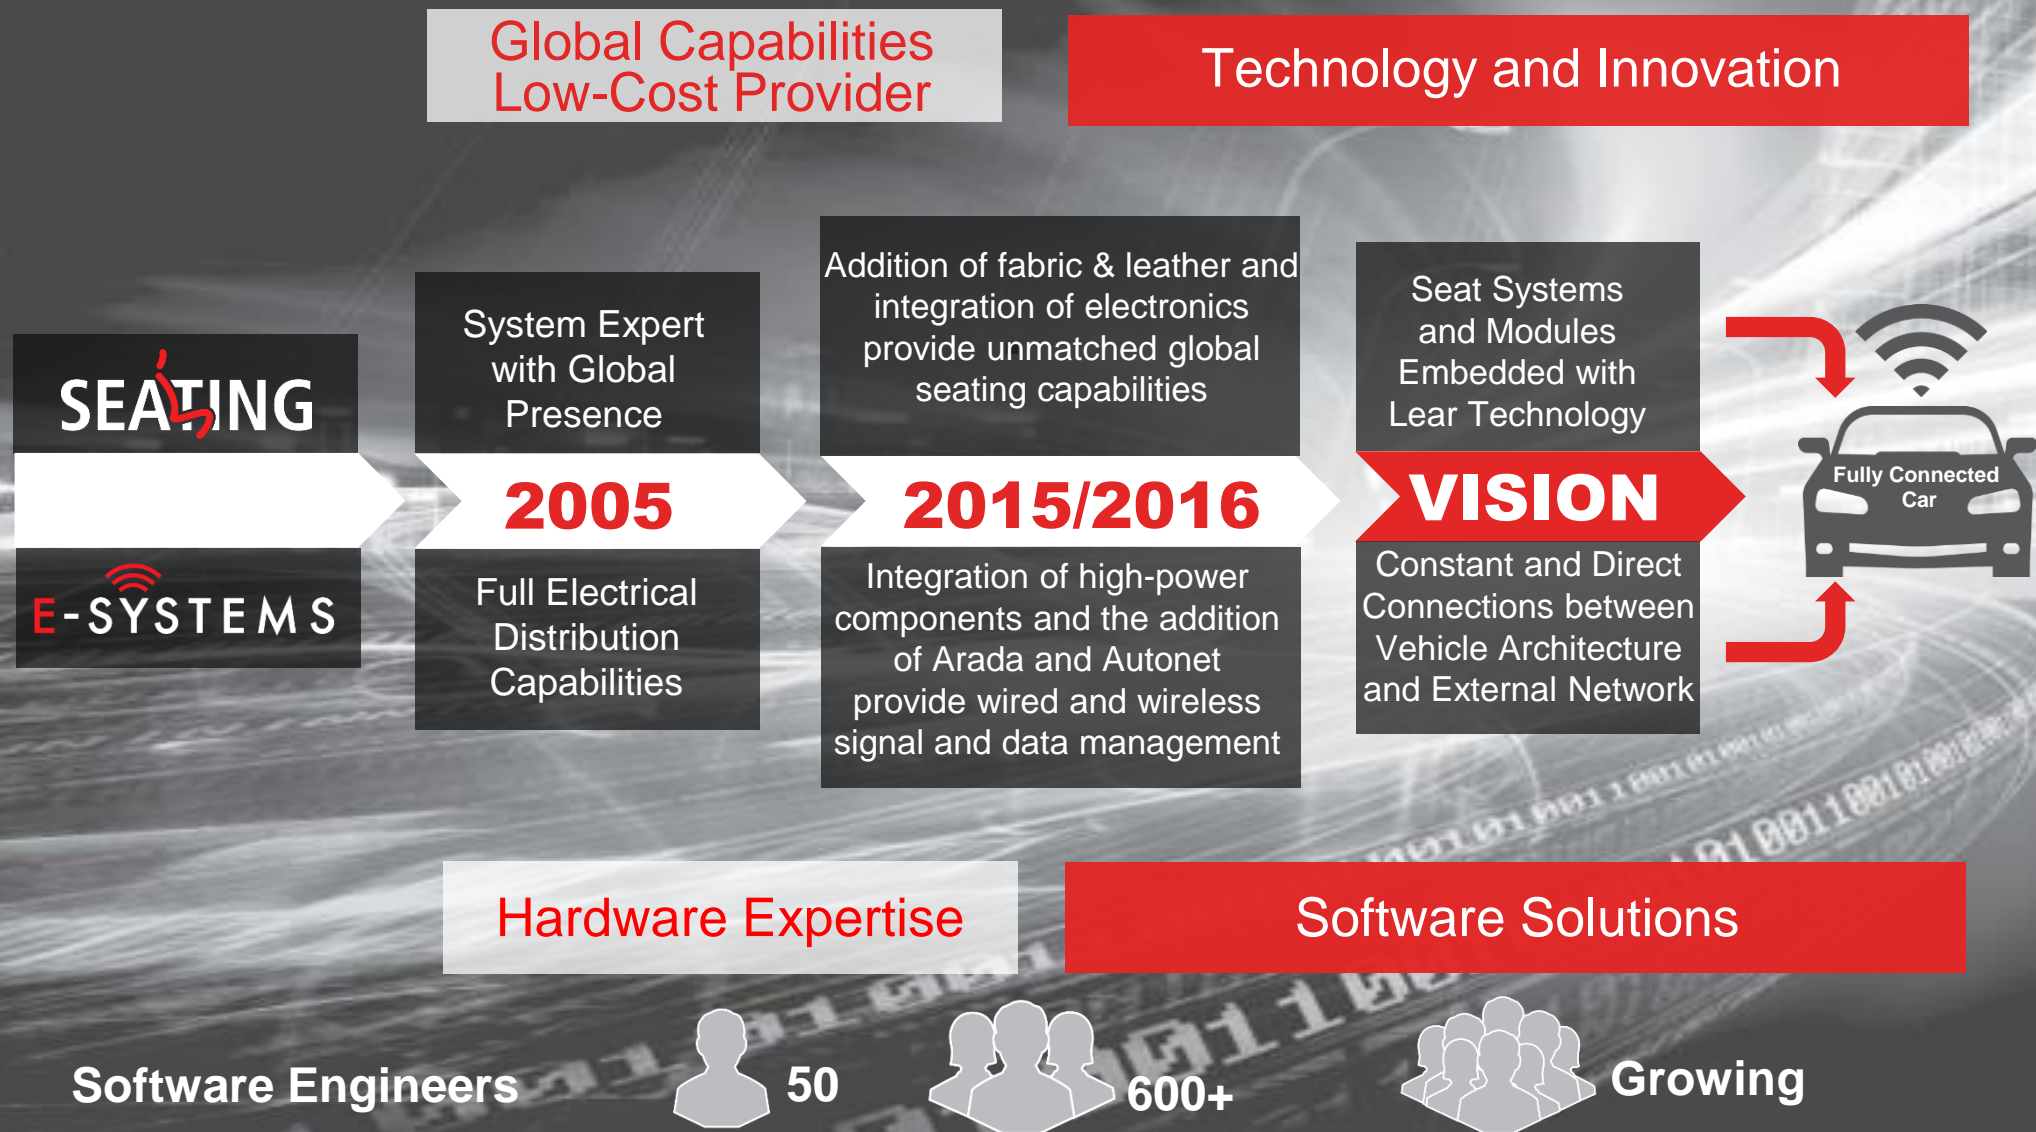 Global Capabilities
Low-Cost Provider
Technology and Innovation
SEATING
E-SYSTEMS
System Expert
with Global
Presence
2005
Full Electrical
Distribution
Capabilities
Addition of fabric & leather and
integration of electronics
provide unmatched global
seating capabilities
2015/2016
Integration of high-power
components and the addition
of Arada and Autonet
provide wired and wireless
signal and data management
Seat Systems
and Modules
Embedded with
Lear Technology
VISION
Constant and Direct
Connections between
Vehicle Architecture
and External Network
Fully Connected
Car
Hardware Expertise
Software Solutions
Software Engineers
50
600+
Growing